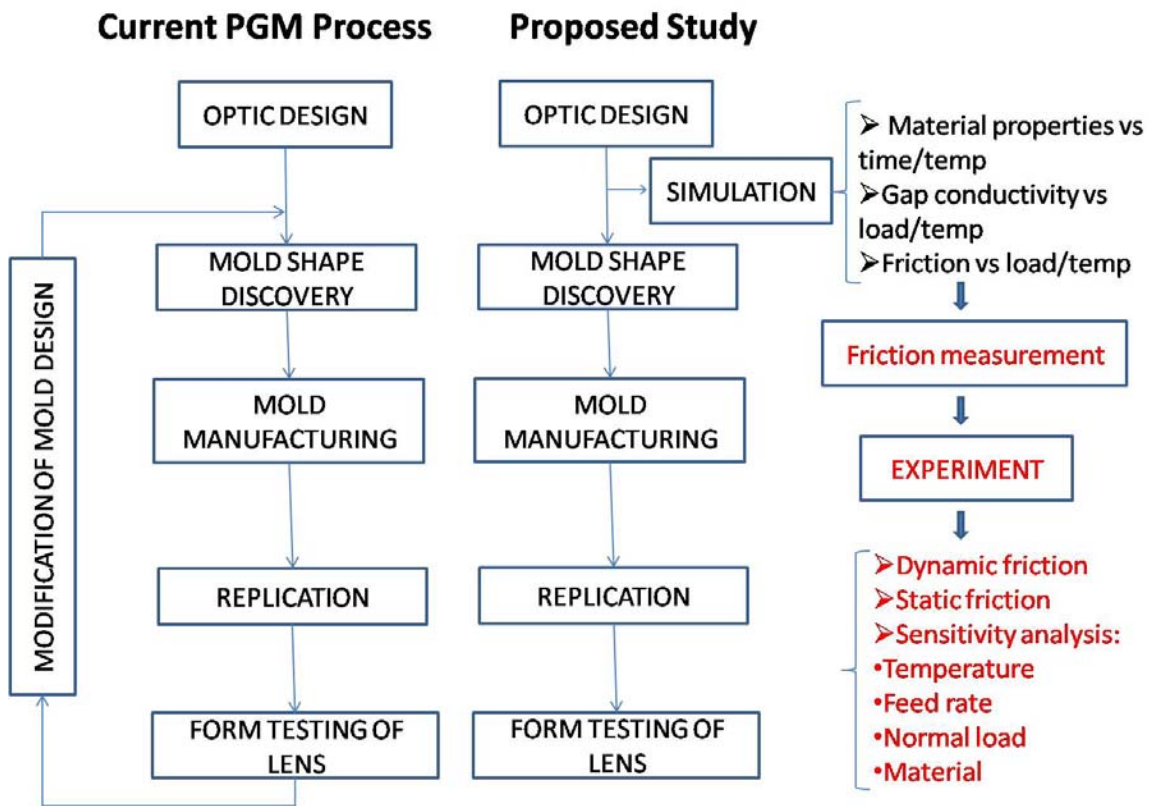 Current PGM Process
Proposed Study
OPTIC DESIGN
MOLD SHAPE
DISCOVERY
MOLD
MANUFACTURING
REPLICATION
FORM TESTING OF
LENS
MODIFICATION OF MOLD DESIGN
OPTIC DESIGN
SIMULATION
MOLD SHAPE
DISCOVERY
MOLD
MANUFACTURING
REPLICATION
FORM TESTING OF
LENS
➢ Material properties vs
time/temp
➢Gap conductivity vs
load/temp
➢Friction vs load/temp
Friction measurement
EXPERIMENT
➢Dynamic friction
➢Static friction
➢Sensitivity analysis:
•Temperature
•Feed rate
•Normal load
•Material